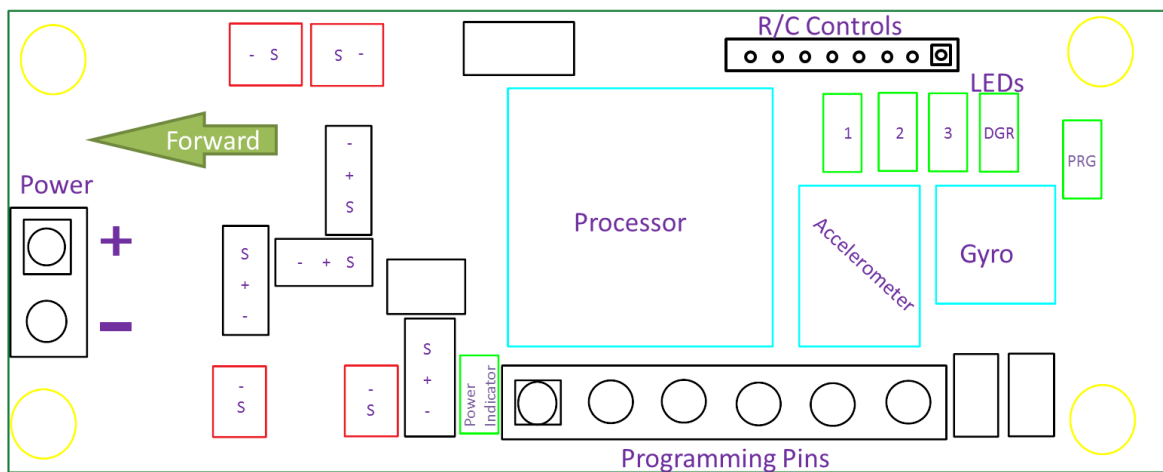 R/C Controls
- S
S -
LEDs
1
2
3
DGR
PRG
Forward
-
+
S
Power
+
-
Processor
Accelerometer
Gyro
S
+
-
- + S
S
+
-
-
S
-
S
Power
Indicator
Programming Pins